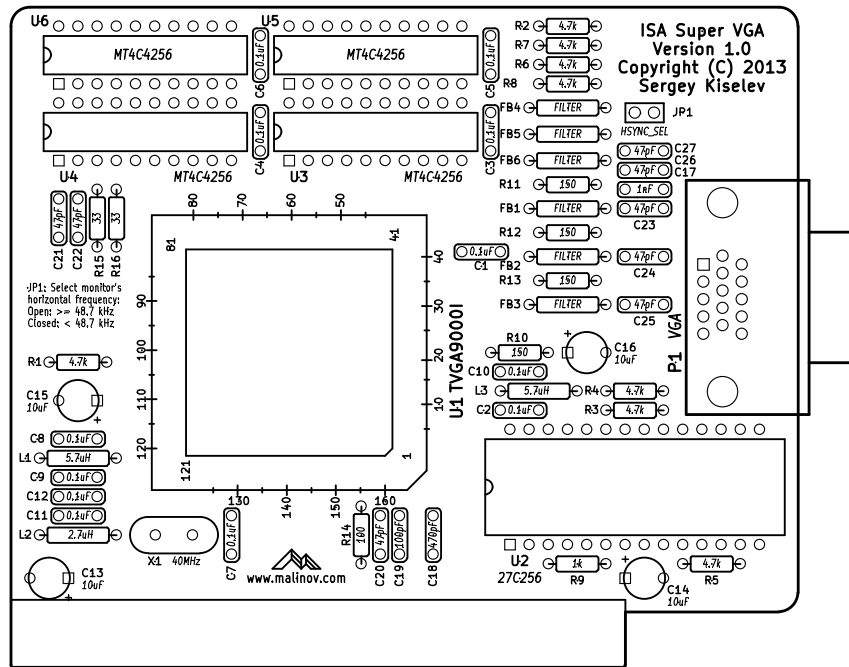 U6
U5
MT4C4256
MT4C4256
0.1uF
C6
0.1uF
C5
R2
4.7k
R7
4.7k
R6
4.7k
R8
4.7k
ISA Super VGA
Version 1.0
Copyright (C) 2013
Sergey Kiselev
FB4
FILTER
JP1
HSYNC_SEL
0.1uF
C4
0.1uF
C3
FB5
FILTER
U4
MT4C4256
U3
MT4C4256
FB6
FILTER
47pF
C27
47pF
C26
C17
1nF
R11
150
FB1
FILTER
47pF
C23
R12
150
47pF
C21
47pF
C22
33
R15
33
R16
80
70
60
50
81
41
40
30
20
10
90
100
110
120
121
1
130
140
150
160
U1 TVGA9000I
0.1uF
C1
FB2
FILTER
47pF
C24
R13
150
FB3
FILTER
47pF
C25
JP1: Select monitor's
horizontal frequency:
Open: >= 48.7 kHz
Closed: < 48.7 kHz
P1 VGA
R10
150
+
C16
10uF
R1
4.7k
C10
0.1uF
L3
5.7uH
R4
4.7k
C2
0.1uF
R3
4.7k
C15
10uF
+
C8
0.1uF
L1
5.7uH
C9
0.1uF
C12
0.1uF
C11
0.1uF
L2
2.7uH
X1
40MHz
0.1uF
C7
R14
100
47pF
C20
100pF
C19
470pF
C18
www.malinov.com
C13
10uF
+
U2
27C256
1k
R9
+
C14
10uF
4.7k
R5